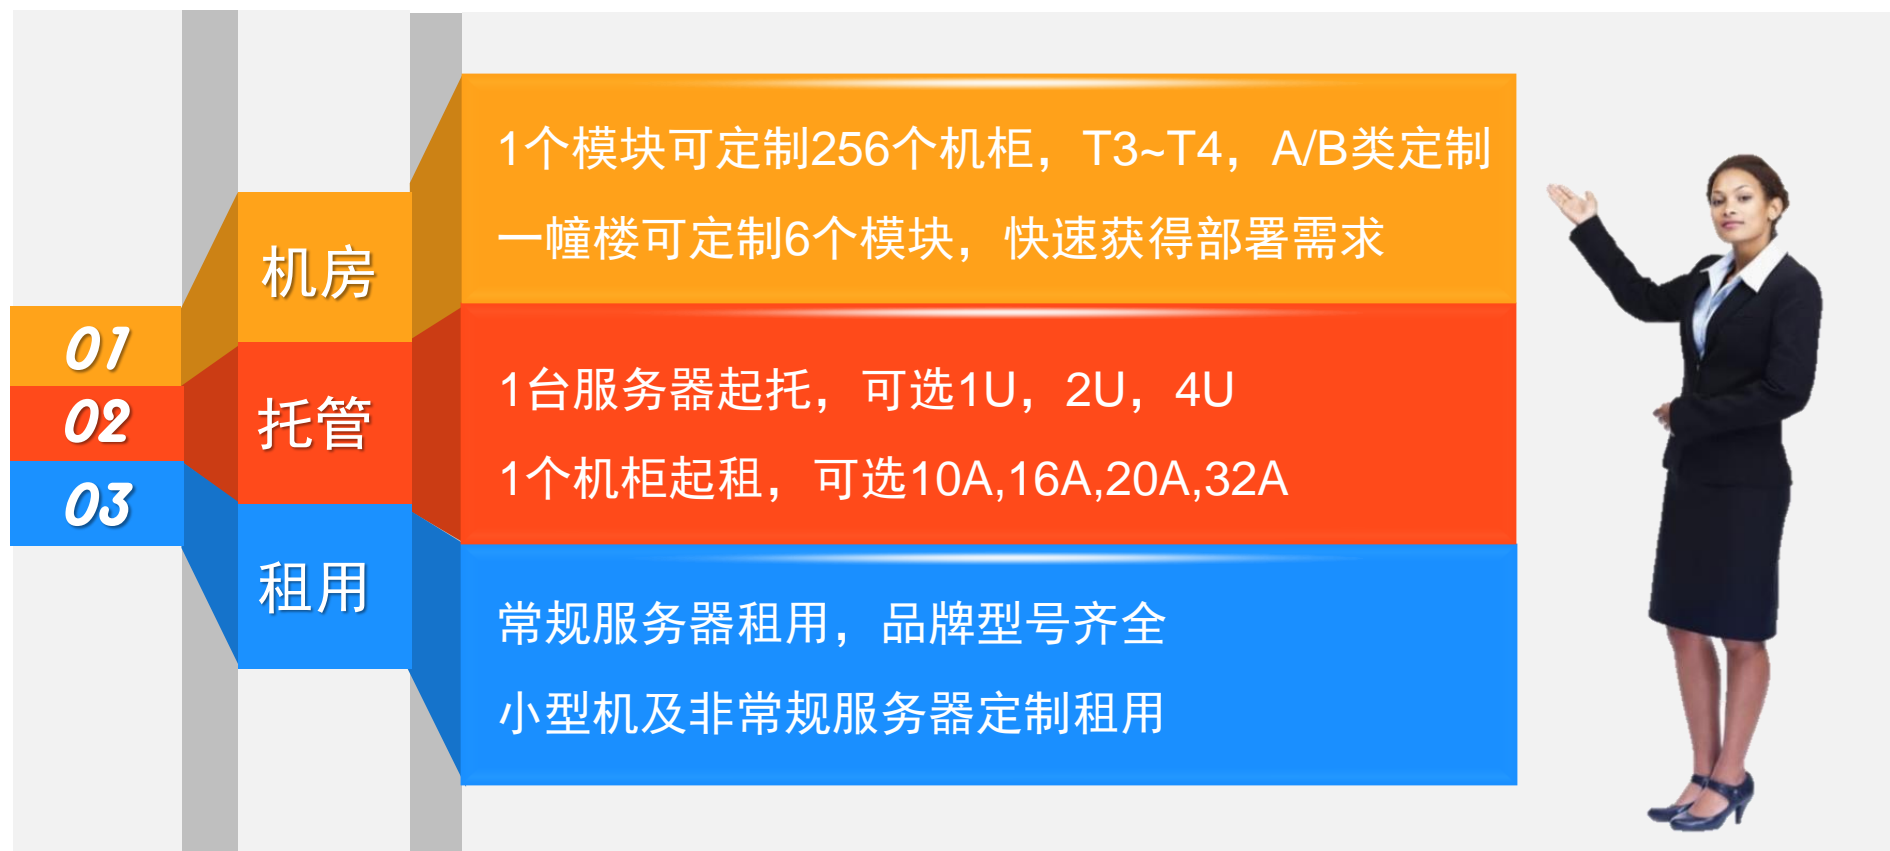 01
机房
1个模块可定制256个机柜，T3~T4，A/B类定制
一幢楼可定制6个模块，快速获得部署需求
02
托管
1台服务器起托，可选1U，2U，4U
1个机柜起租，可选10A,16A,20A,32A
03
租用
常规服务器租用，品牌型号齐全
小型机及非常规服务器定制租用